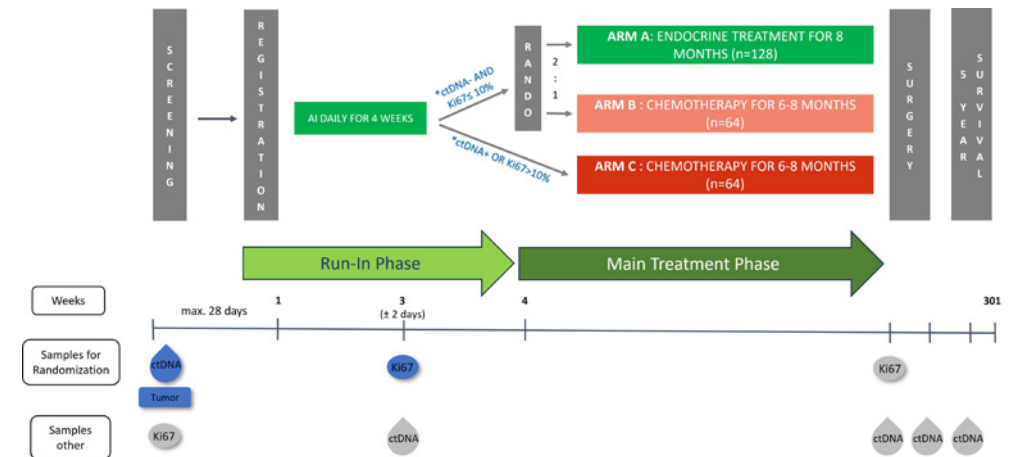 SCREENING
REGISTRATION
AI DAILY FOR 4 WEEKS
*ctDNA- AND
Ki67≤ 10%
*ctDNA+ OR Ki67>10%
RANDO
2:1
ARM A: ENDOCRINE TREATMENT FOR 8
MONTHS (n=128)
ARM B : CHEMOTHERAPY FOR 6-8 MONTHS
(n=64)
ARM C : CHEMOTHERAPY FOR 6-8 MONTHS
(n=64)
SURGERY
5 YEAR
SURVIVAL
Run-In Phase
Main Treatment Phase
Weeks
max. 28 days
1
3
(± 2 days)
4
301
Samples for
Randomization
ctDNA
Tumor
Ki67
Ki67
Samples
other
Ki67
ctDNA
ctDNA
ctDNA
ctDNA